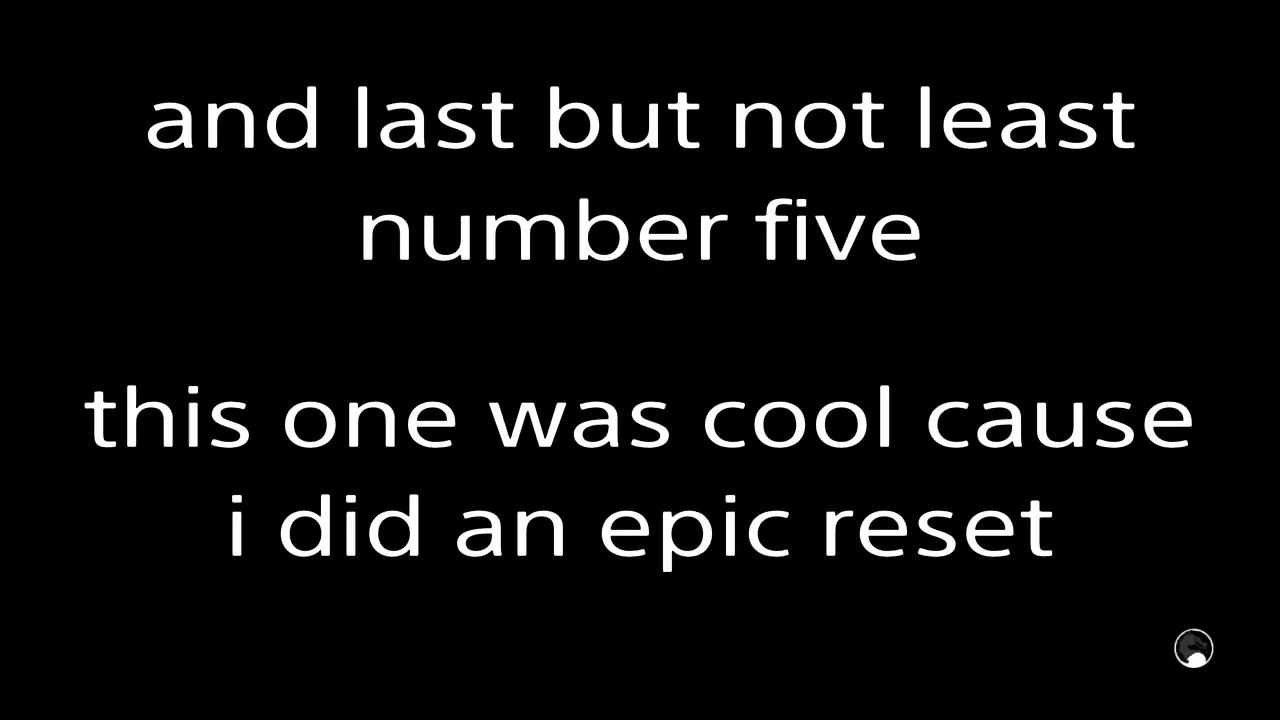 and last but not least
number five
this one was cool cause
i did an epic reset